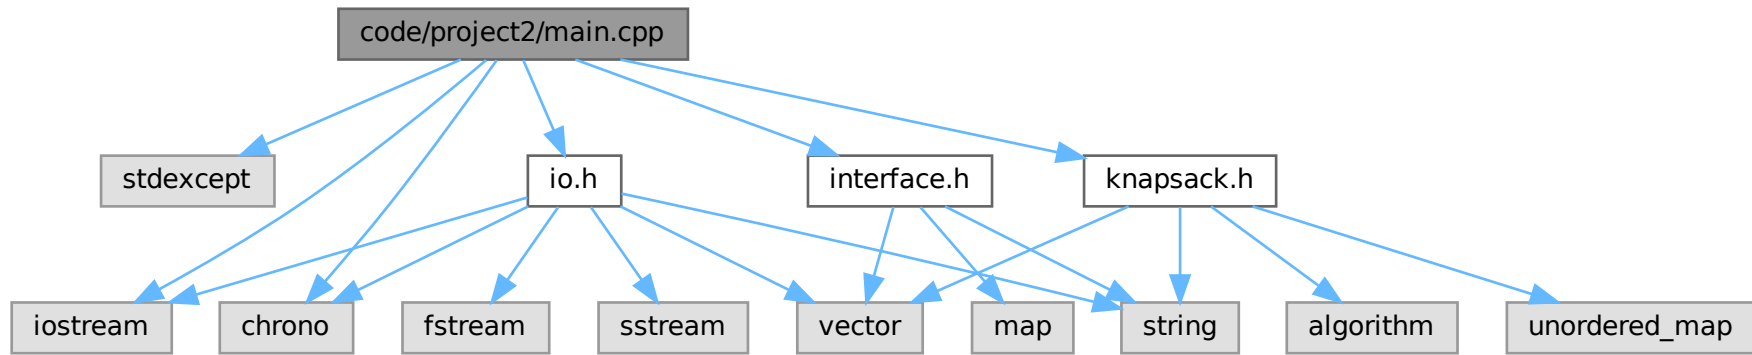 code/project2/main.cpp
stdexcept
io.h
interface.h
knapsack.h
iostream
chrono
fstream
sstream
vector
map
string
algorithm
unordered_map